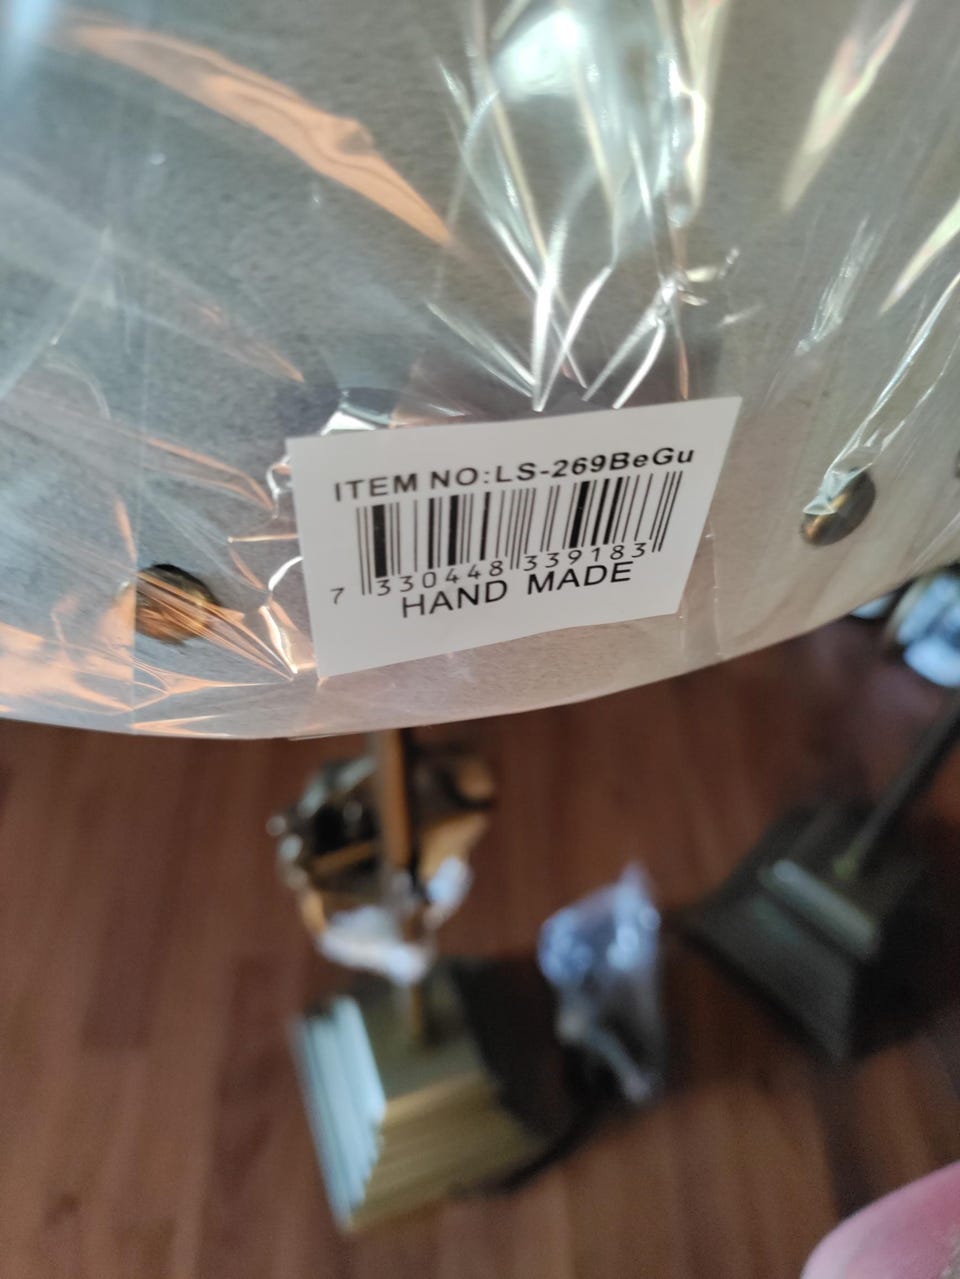 ITEM NO:LS-269BeGu
7 330448 339183
HAND MADE